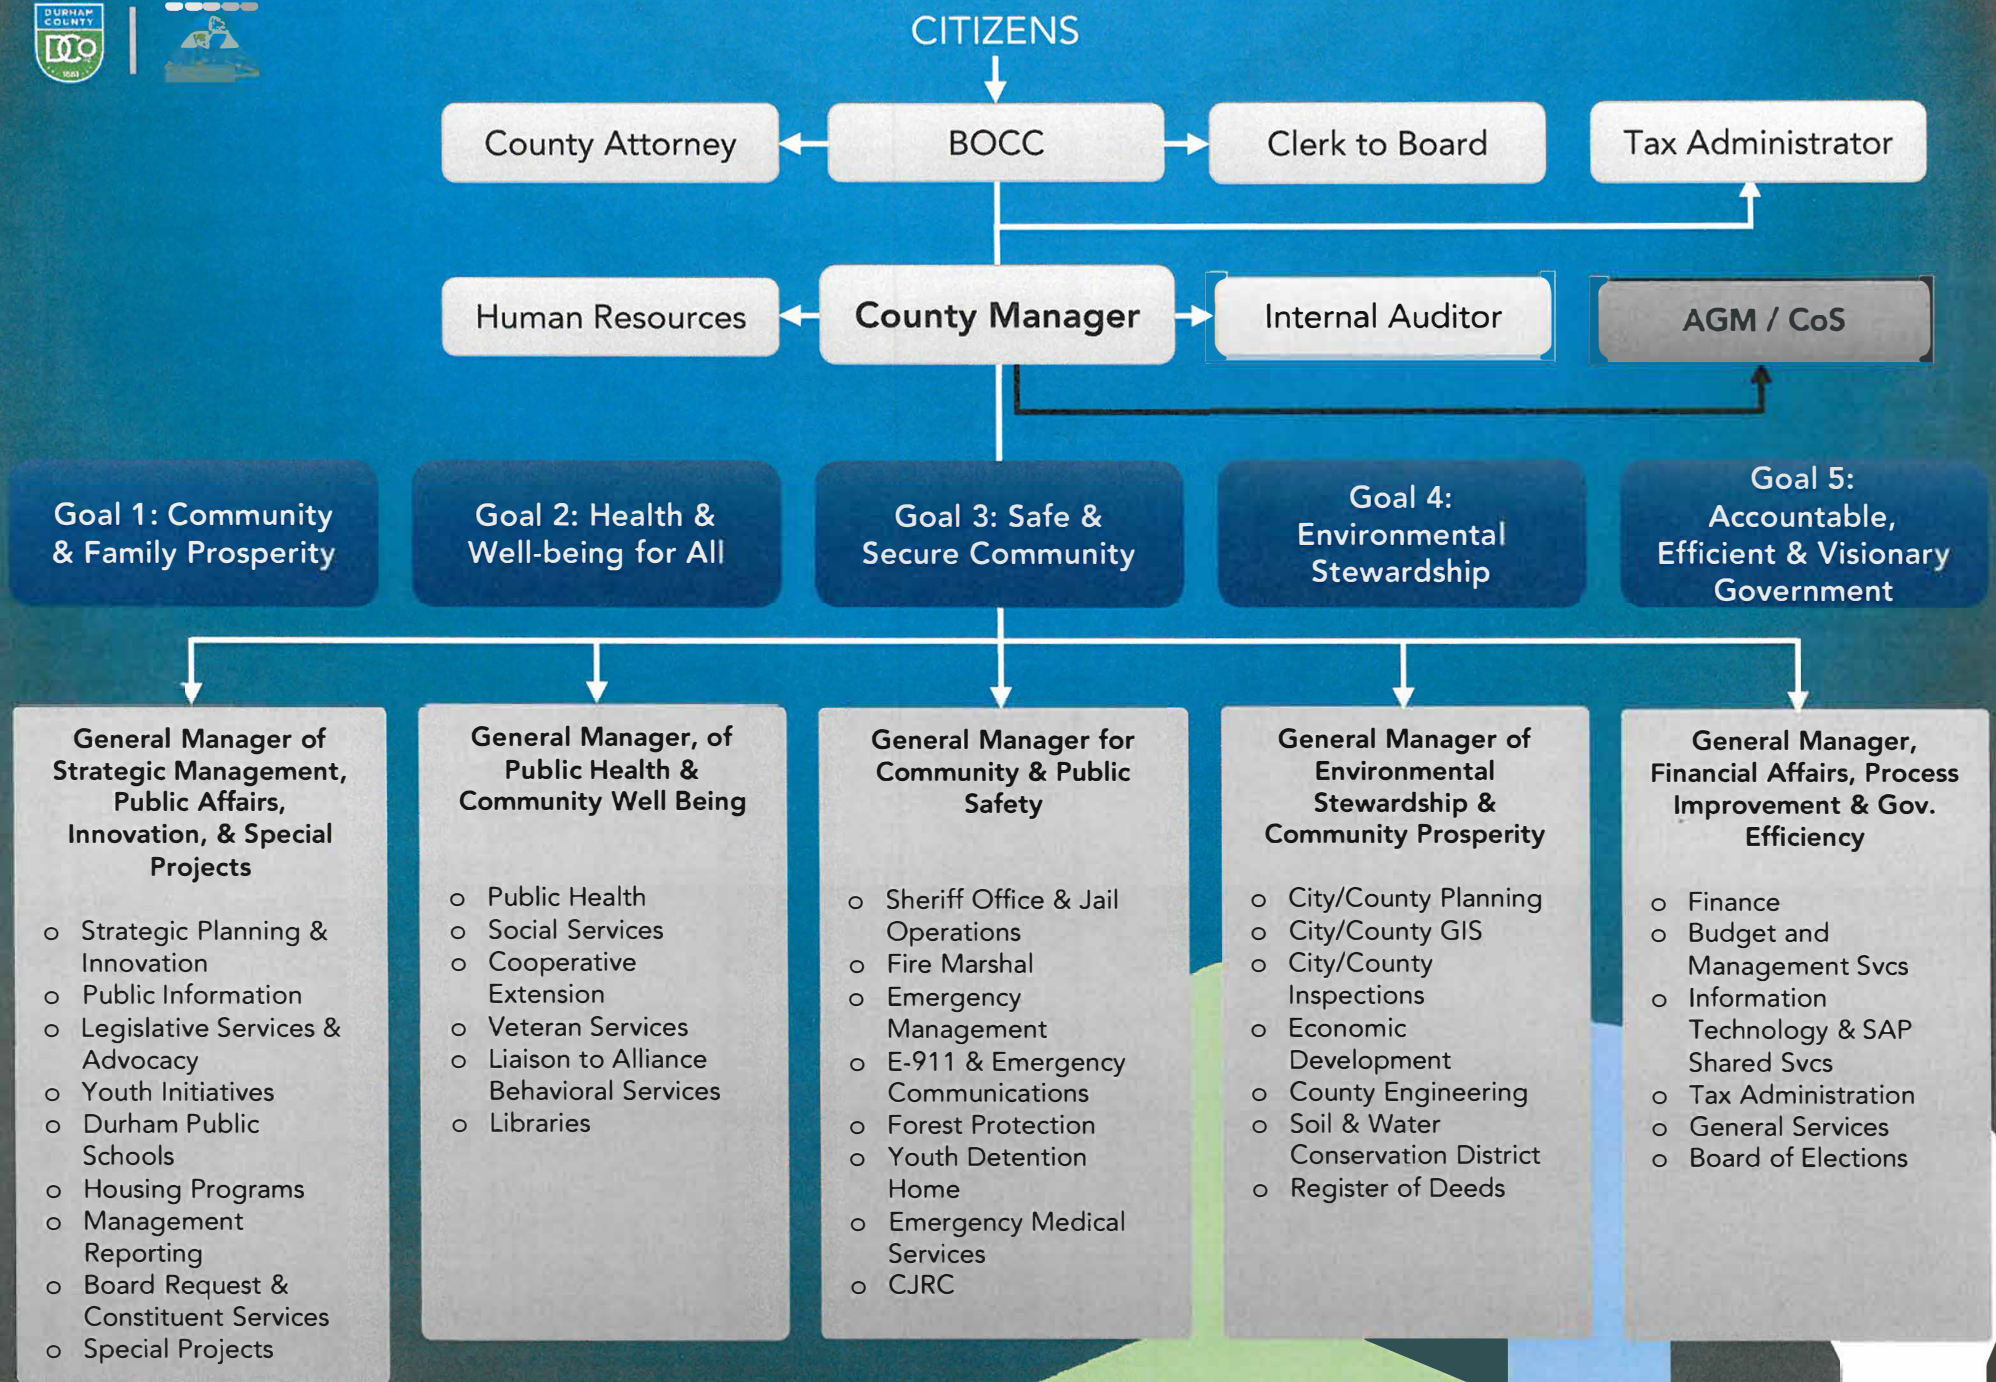 DURHAM
COUNTY
DCo
1881
CITIZENS
County Attorney
BOCC
Clerk to Board
Tax Administrator
Human Resources
County Manager
Internal Auditor
AGM / CoS
Goal 1: Community
& Family Prosperity
Goal 2: Health &
Well-being for All
Goal 3: Safe &
Secure Community
Goal 4:
Environmental
Stewardship
Goal 5:
Accountable,
Efficient & Visionary
Government
General Manager of
Strategic Management,
Public Affairs,
Innovation, & Special
Projects
o Strategic Planning &
Innovation
o Public Information
o Legislative Services &
Advocacy
o Youth Initiatives
o Durham Public
Schools
o Housing Programs
o Management
Reporting
o Board Request &
Constituent Services
o Special Projects
General Manager, of
Public Health &
Community Well Being
o Public Health
o Social Services
o Cooperative
Extension
o Veteran Services
o Liaison to Alliance
Behavioral Services
o Libraries
General Manager for
Community & Public
Safety
o Sheriff Office & Jail
Operations
o Fire Marshal
o Emergency
Management
o E-911 & Emergency
Communications
o Forest Protection
o Youth Detention
Home
o Emergency Medical
Services
o CJRC
General Manager of
Environmental
Stewardship &
Community Prosperity
o City/County Planning
o City/County GIS
o City/County
Inspections
o Economic
Development
o County Engineering
o Soil & Water
Conservation District
o Register of Deeds
General Manager,
Financial Affairs, Process
Improvement & Gov.
Efficiency
o Finance
o Budget and
Management Svcs
o Information
Technology & SAP
Shared Svcs
o Tax Administration
o General Services
o Board of Elections